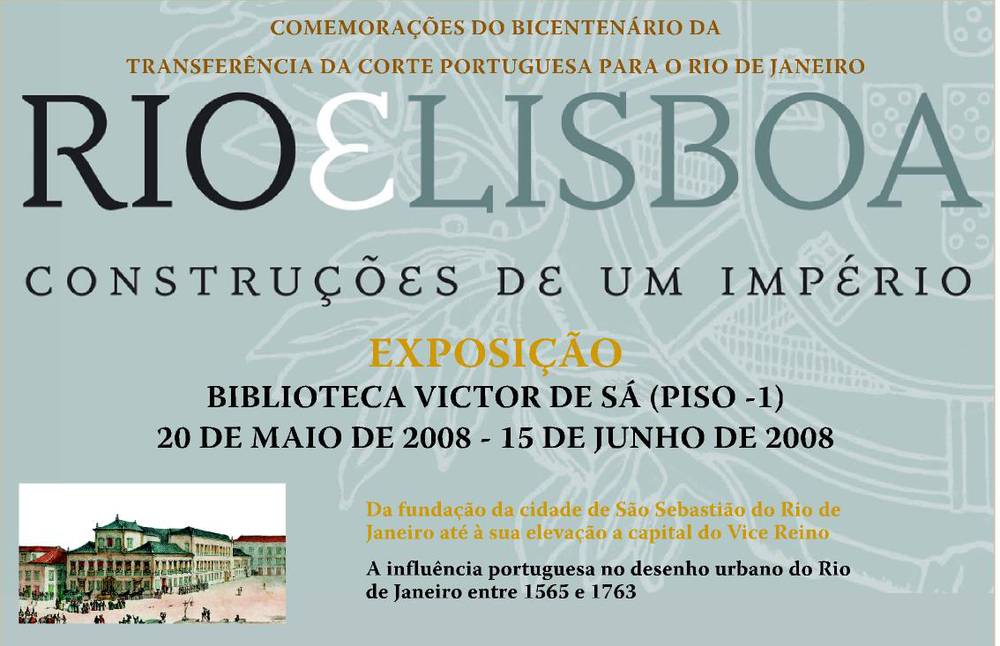 COMEMORAÇÕES DO BICENTENÁRIO DA
TRANSFERÊNCIA DA CORTE PORTUGUESA PARA O RIO DE JANEIRO
RIO E LISBOA
CONSTRUÇÕES DE UM IMPÉRIO
EXPOSIÇÃO
BIBLIOTECA VICTOR DE SÁ (PISO -1)
20 DE MAIO DE 2008 - 15 DE JUNHO DE 2008
Da fundação da cidade de São Sebastião do Rio de
Janeiro até à sua elevação a capital do Vice Reino
A influência portuguesa no desenho urbano do Rio
de Janeiro entre 1565 e 1763